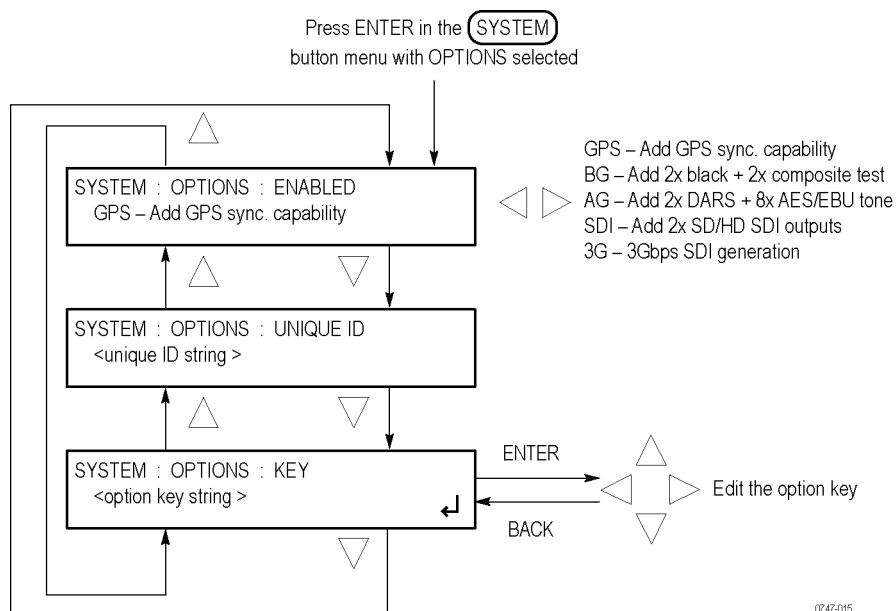 Press ENTER in the SYSTEM
button menu with OPTIONS selected
SYSTEM : OPTIONS : ENABLED
GPS – Add GPS sync. capability
GPS – Add GPS sync. capability
BG – Add 2x black + 2x composite test
AG – Add 2x DARS + 8x AES/EBU tone
SDI – Add 2x SD/HD SDI outputs
3G – 3Gbps SDI generation
SYSTEM : OPTIONS : UNIQUE ID
<unique ID string >
SYSTEM : OPTIONS : KEY
<option key string >
ENTER
BACK
Edit the option key
0747-015